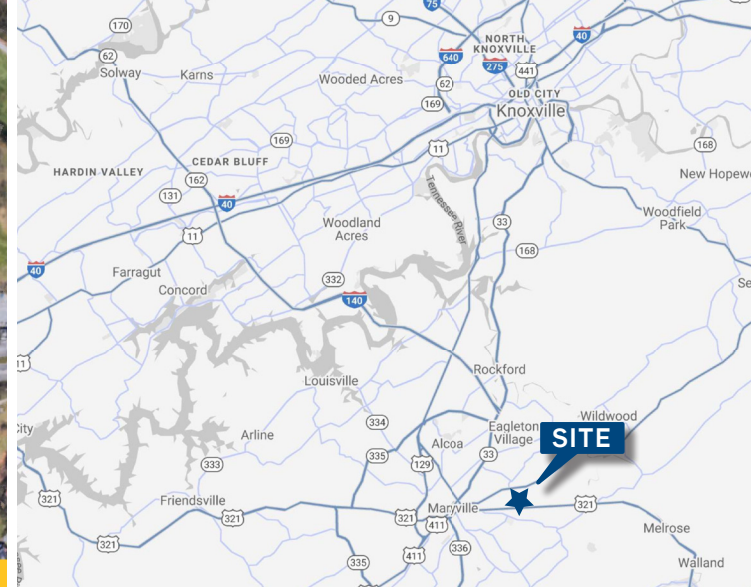 75
9
170
NORTH
KNOXVILLE
40
640
275
441
62
Solway
Karns
Wooded Acres
62
OLD CITY
169
Knoxville
169
11
168
CEDAR BLUFF
HARDIN VALLEY
162
New Hopew
131
40
Tennessee River
Woodfield
Park
Woodland
Acres
33
11
168
40
Farragut
332
Se
Concord
140
11
Rockford
Louisville
334
Eagleton
Village
Wildwood
SITE
City
Arline
Alcoa
335
33
333
129
321
Friendsville
321
321
Maryville
321
411
321
Melrose
336
411
335
Walland